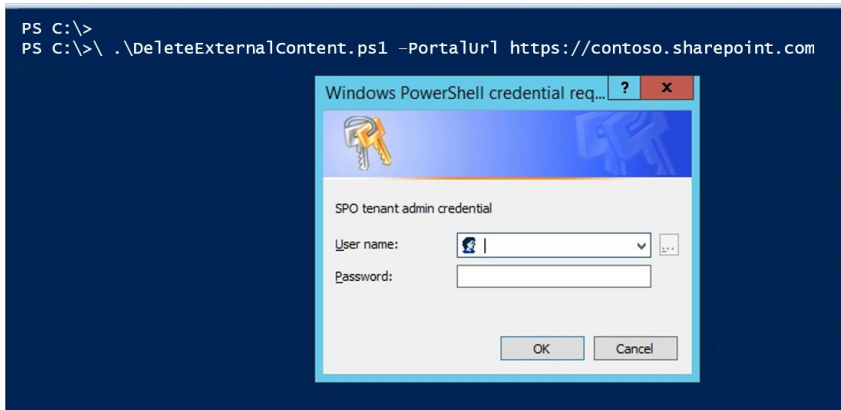 PS C:\>
PS C:\>\ .\DeleteExternalContent.ps1 –PortalUrl https://contoso.sharepoint.com
Windows PowerShell credential req... ? x
SPO tenant admin credential
User name:
...
Password:
OK Cancel